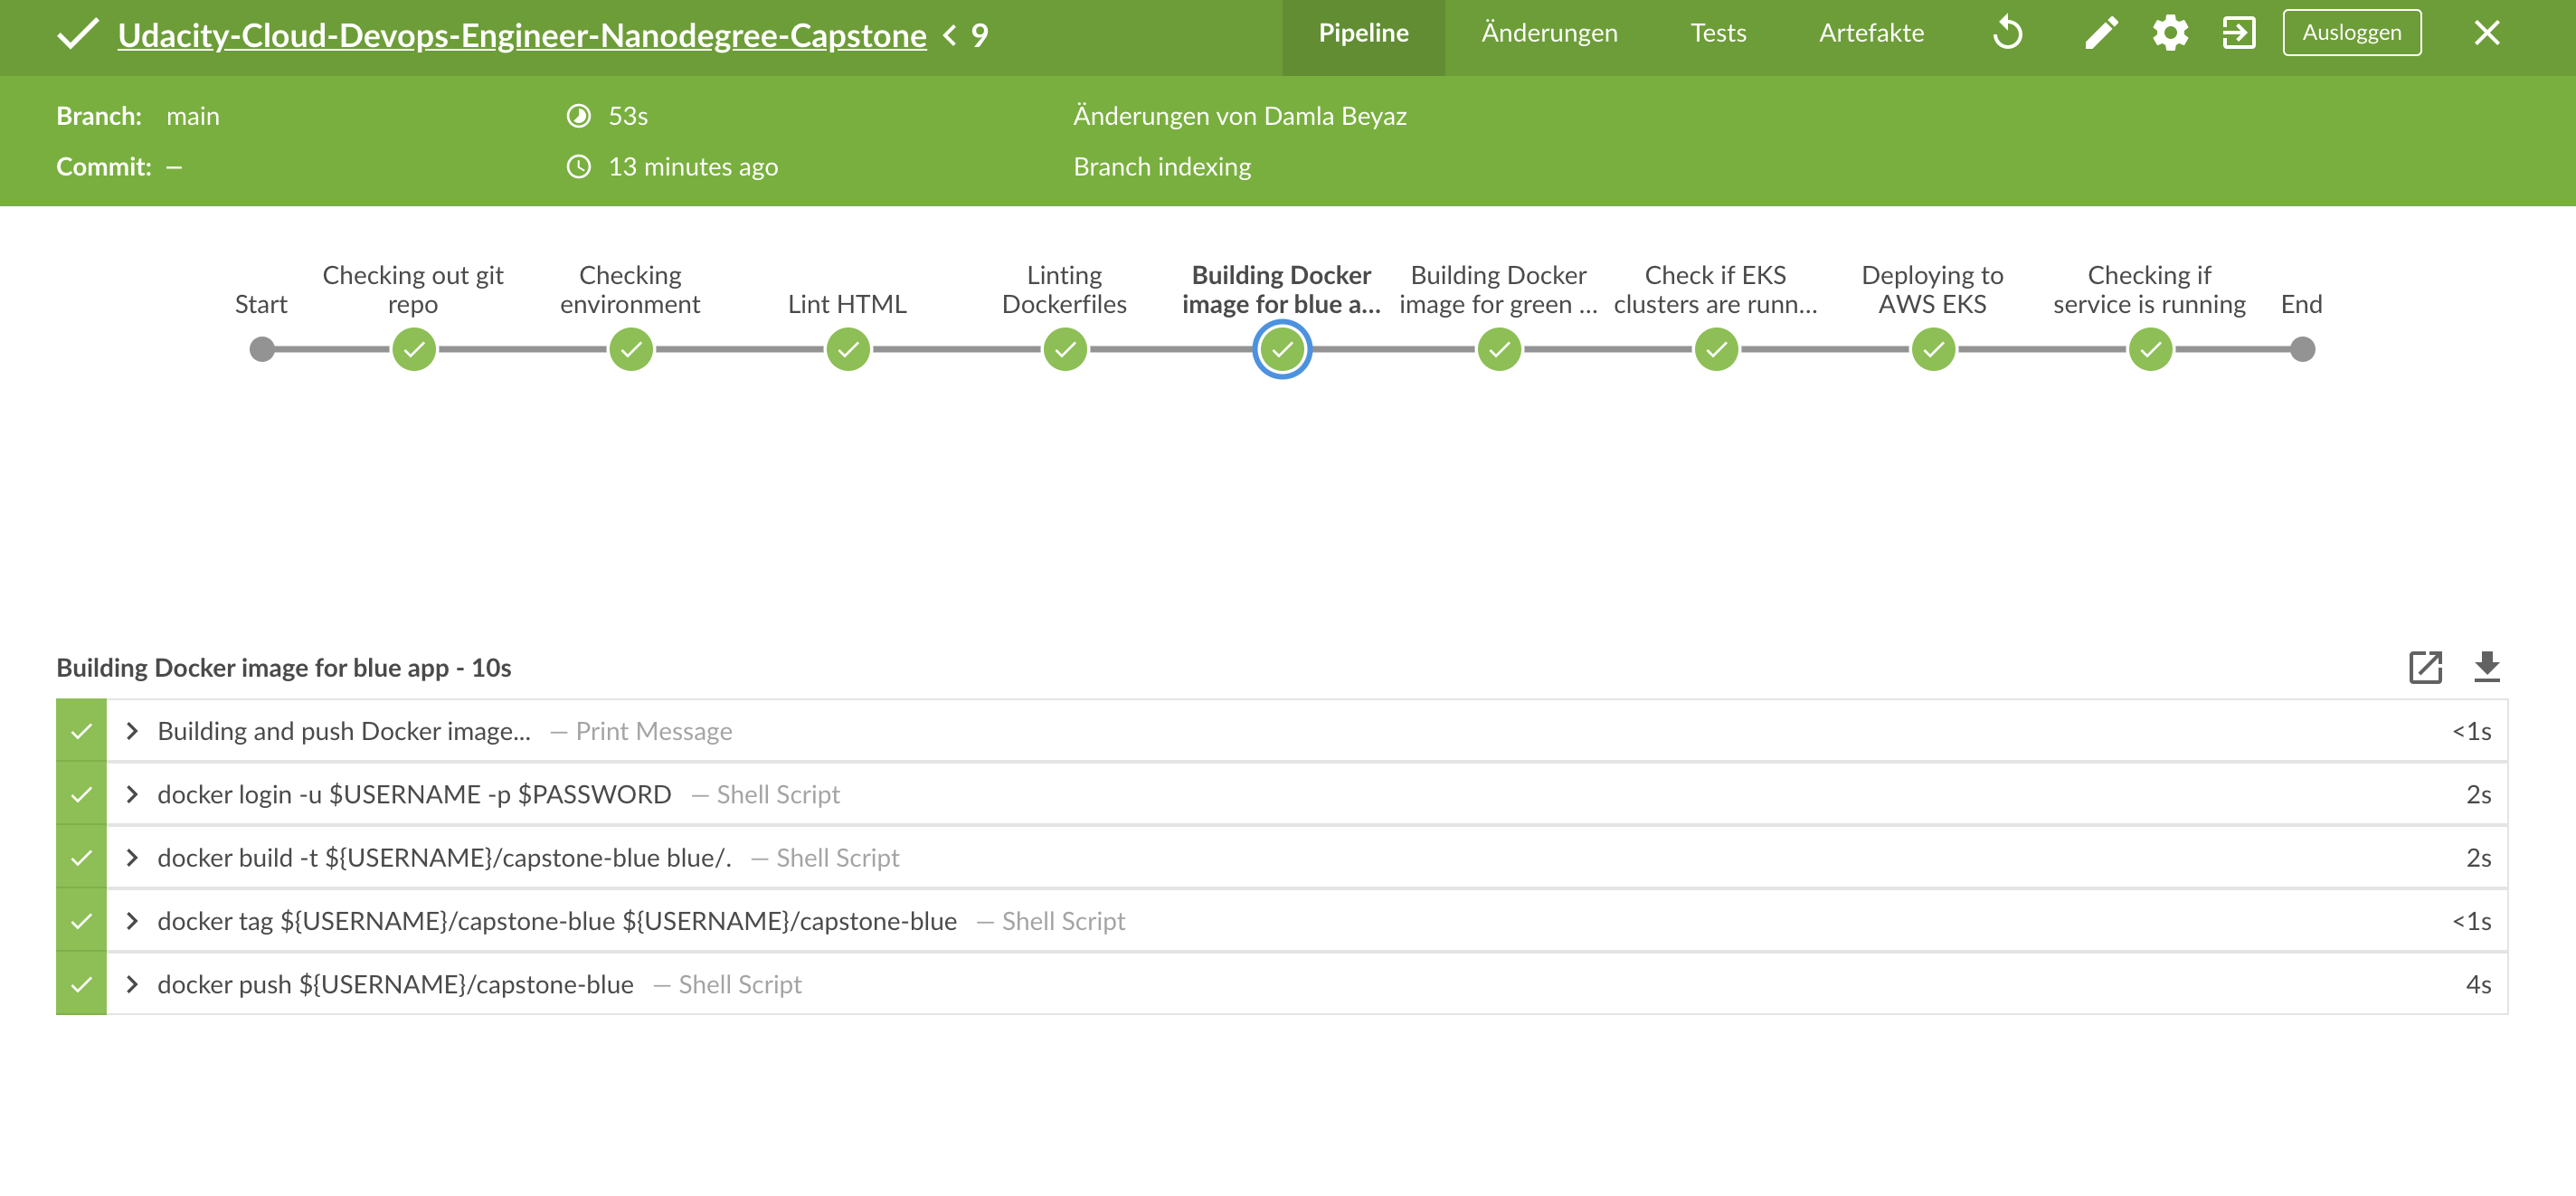 Udacity-Cloud-Devops-Engineer-Nanodegree-Capstone < 9
Pipeline
Änderungen
Tests
Artefakte
Ausloggen
Branch: main
53s
Änderungen von Damla Beyaz
Commit: –
13 minutes ago
Branch indexing
Start
Checking out git
repo
Checking
environment
Lint HTML
Linting
Dockerfiles
Building Docker
image for blue a...
Building Docker
image for green ...
Check if EKS
clusters are runn...
Deploying to
AWS EKS
Checking if
service is running
End
Building Docker image for blue app - 10s
Building and push Docker image... — Print Message <1s
docker login -u $USERNAME -p $PASSWORD — Shell Script 2s
docker build -t ${USERNAME}/capstone-blue blue/. — Shell Script 2s
docker tag ${USERNAME}/capstone-blue ${USERNAME}/capstone-blue — Shell Script <1s
docker push ${USERNAME}/capstone-blue — Shell Script 4s